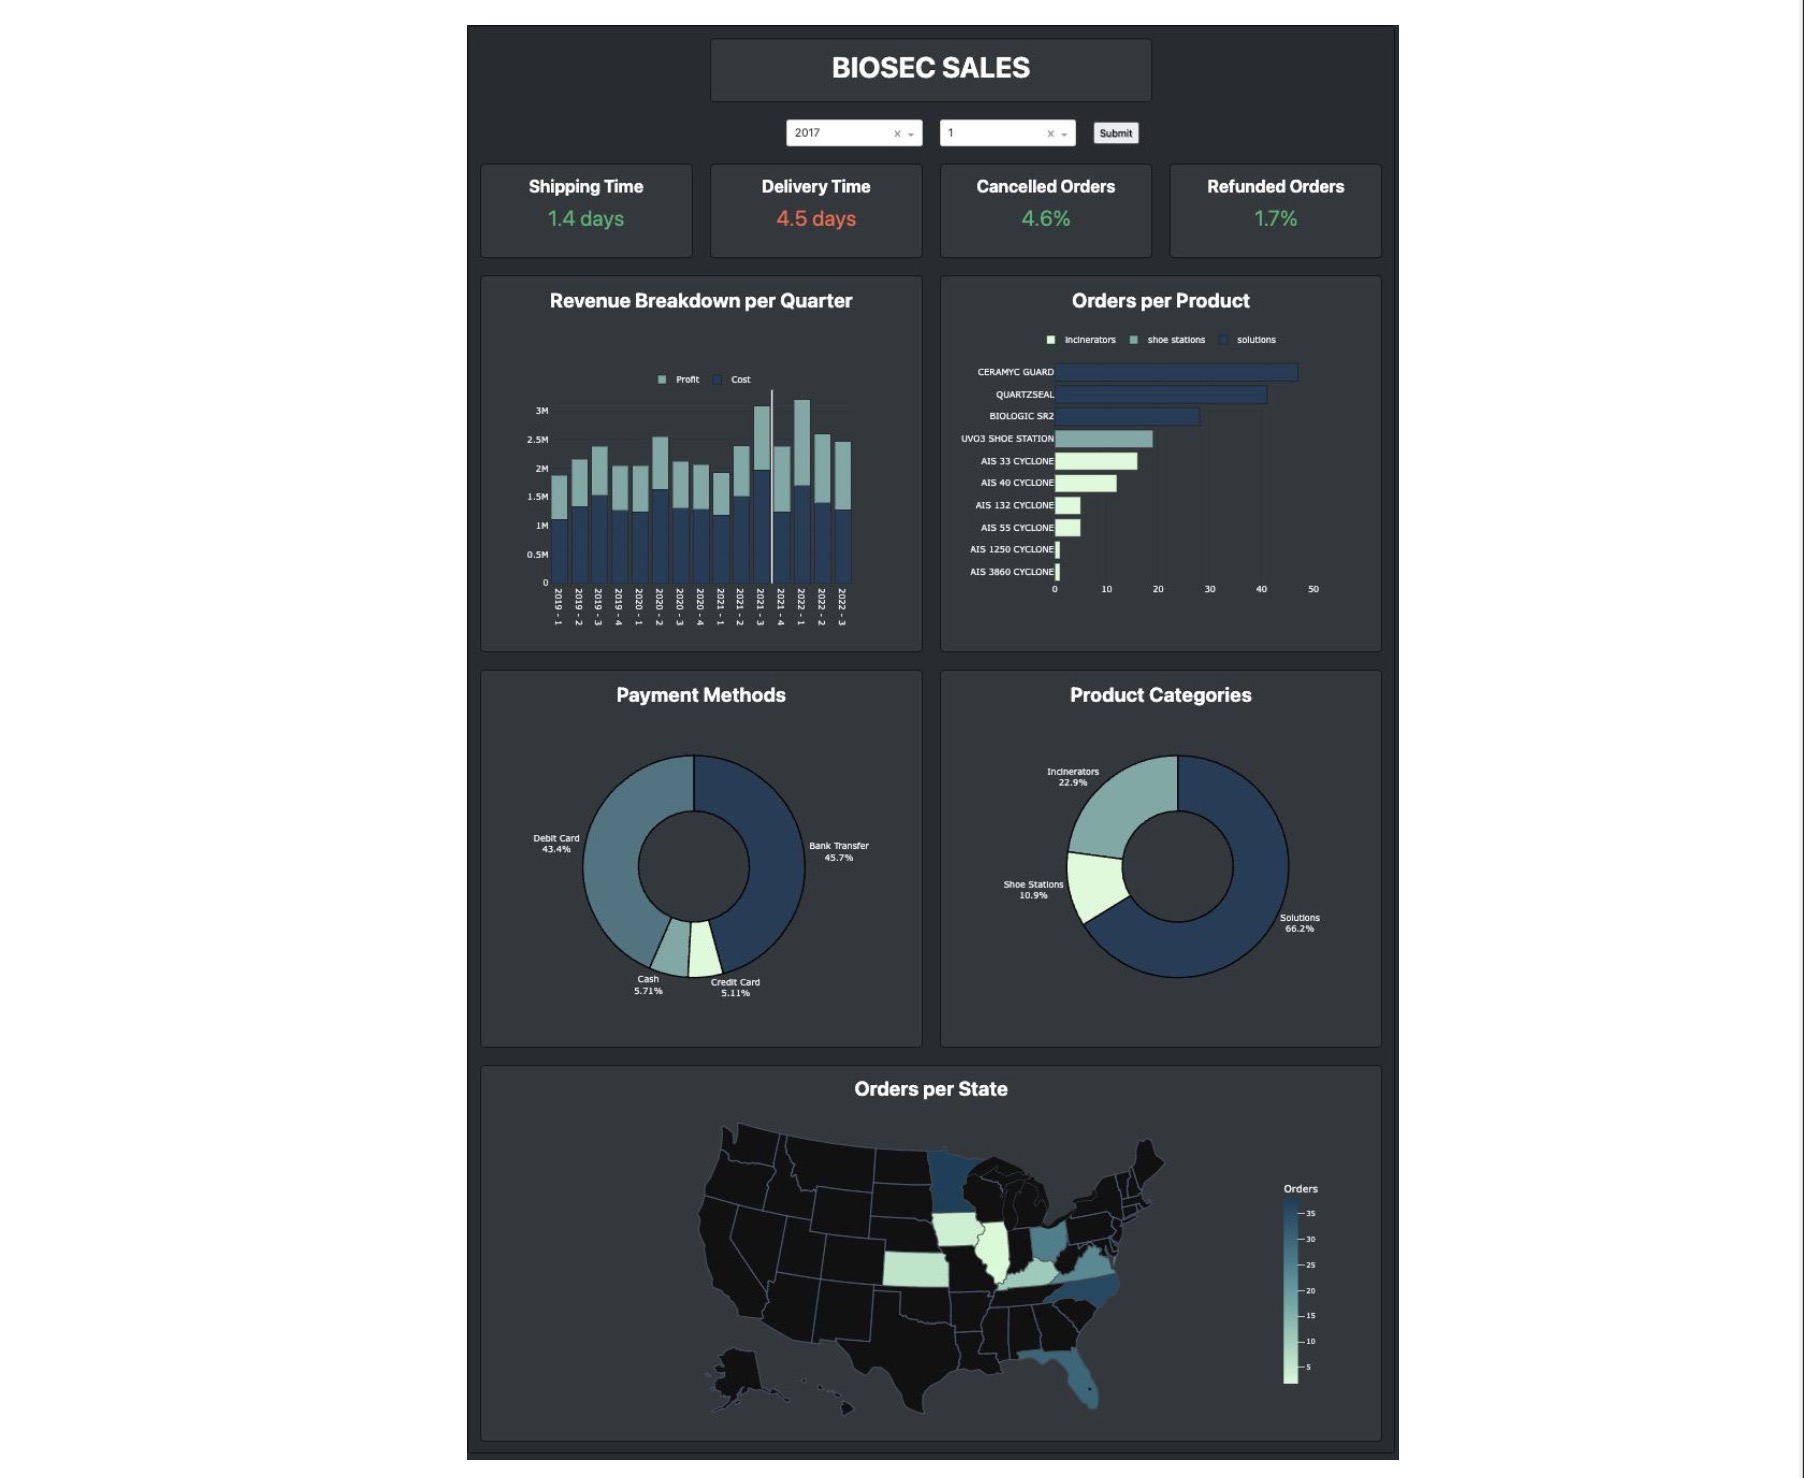 BIOSEC SALES
2017
1
Submit
Shipping Time
1.4 days
Delivery Time
4.5 days
Cancelled Orders
4.6%
Refunded Orders
1.7%
Revenue Breakdown per Quarter
Profit
Cost
3M
2.5M
2M
1.5M
1M
0.5M
0
2019 - 1
2019 - 2
2019 - 3
2019 - 4
2020 - 1
2020 - 2
2020 - 3
2020 - 4
2021 - 1
2021 - 2
2021 - 3
2021 - 4
2022 - 1
2022 - 2
2022 - 3
Orders per Product
incinerators
shoe stations
solutions
CERAMYC GUARD
QUARTZSEAL
BIOLOGIC SR2
UVO3 SHOE STATION
AIS 33 CYCLONE
AIS 40 CYCLONE
AIS 132 CYCLONE
AIS 55 CYCLONE
AIS 1250 CYCLONE
AIS 3860 CYCLONE
0 10 20 30 40 50
Payment Methods
Debit Card
43.4%
Bank Transfer
45.7%
Cash
5.71%
Credit Card
5.11%
Product Categories
Incinerators
22.9%
Shoe Stations
10.9%
Solutions
66.2%
Orders per State
Orders
35
30
25
20
15
10
5